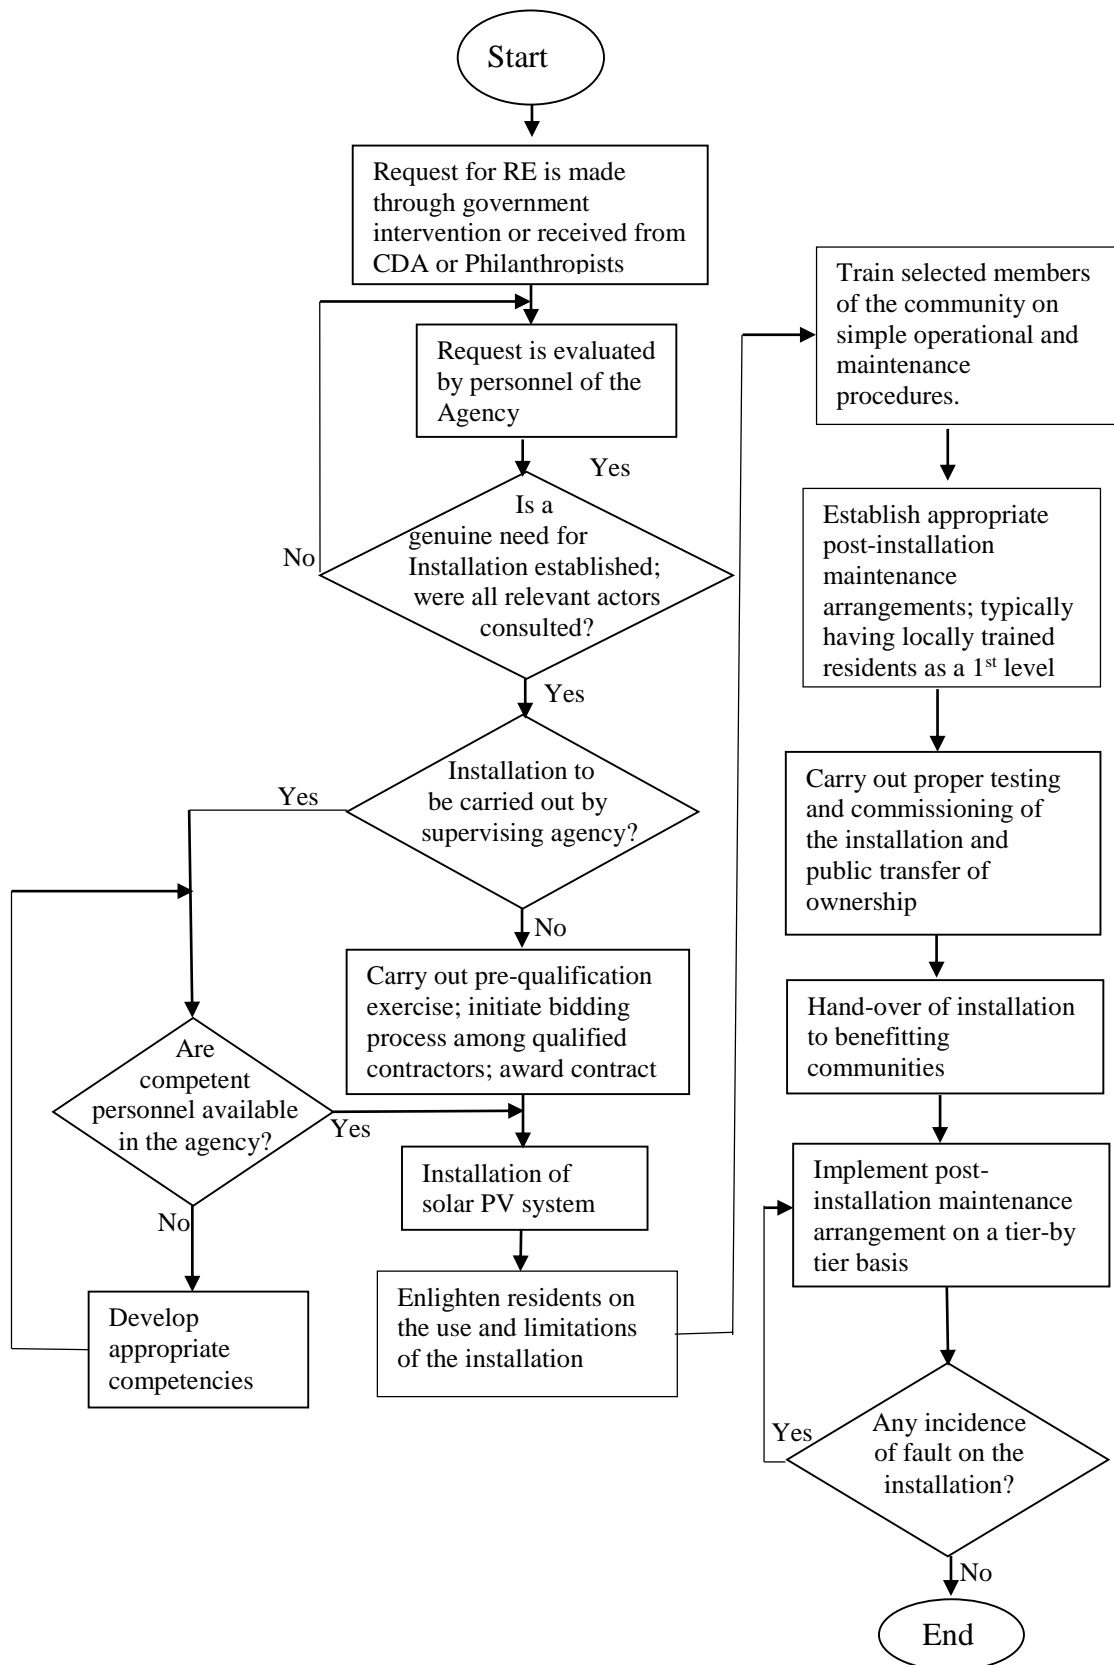 Start
Request for RE is made
through government
intervention or received from
CDA or Philanthropists
Request is evaluated
by personnel of the
Agency
Yes
Is a
genuine need for
Installation established;
were all relevant actors
consulted?
No
Yes
Installation to
be carried out by
supervising agency?
Yes
No
Carry out pre-qualification
exercise; initiate bidding
process among qualified
contractors; award contract
Are
competent
personnel available
in the agency?
Yes
No
Develop
appropriate
competencies
Installation of
solar PV system
Enlighten residents on
the use and limitations
of the installation
Train selected members
of the community on
simple operational and
maintenance
procedures.
Establish appropriate
post-installation
maintenance
arrangements; typically
having locally trained
residents as a 1st level
Carry out proper testing
and commissioning of
the installation and
public transfer of
ownership
Hand-over of installation
to benefitting
communities
Implement post-
installation maintenance
arrangement on a tier-by
tier basis
Any incidence
of fault on the
installation?
Yes
No
End